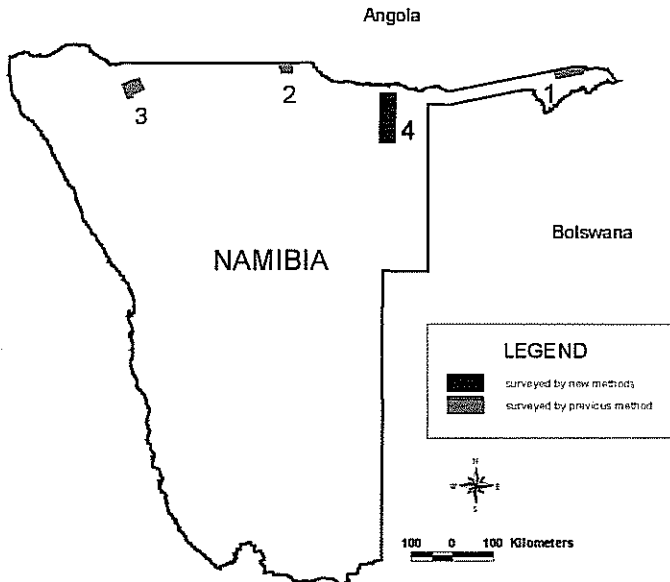 Angola
1
2
3
4
NAMIBIA
Botswana
LEGEND
surveyed by new methods
surveyed by previous method
N
W E
S
100 0 100 Kilometers